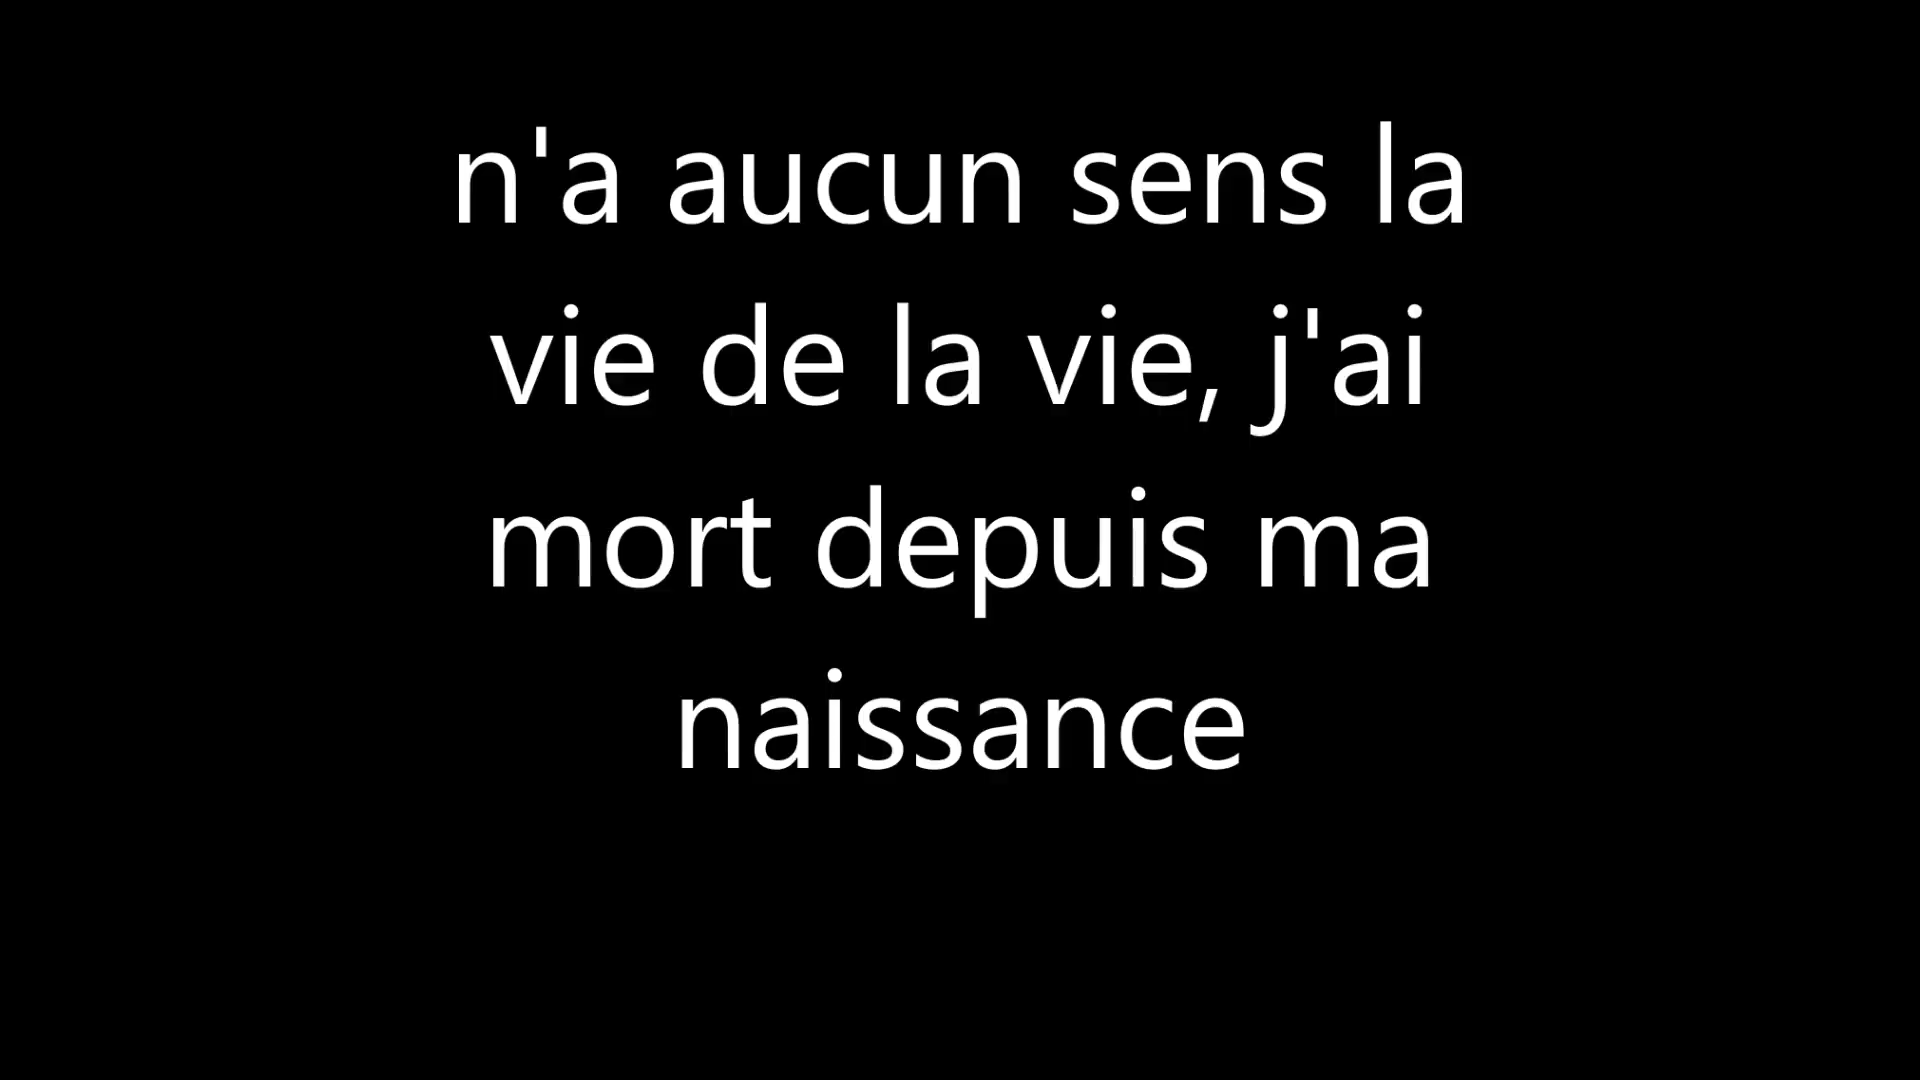 n'a aucun sens la
vie de la vie, j'ai
mort depuis ma
naissance